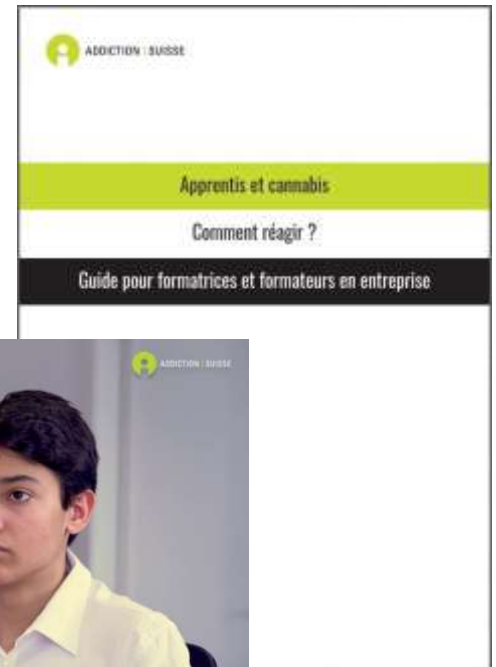 ADDICTION | SUISSE
Apprentis et cannabis
Comment réagir ?
Guide pour formatrices et formateurs en entreprise
ADDICTION | SUISSE